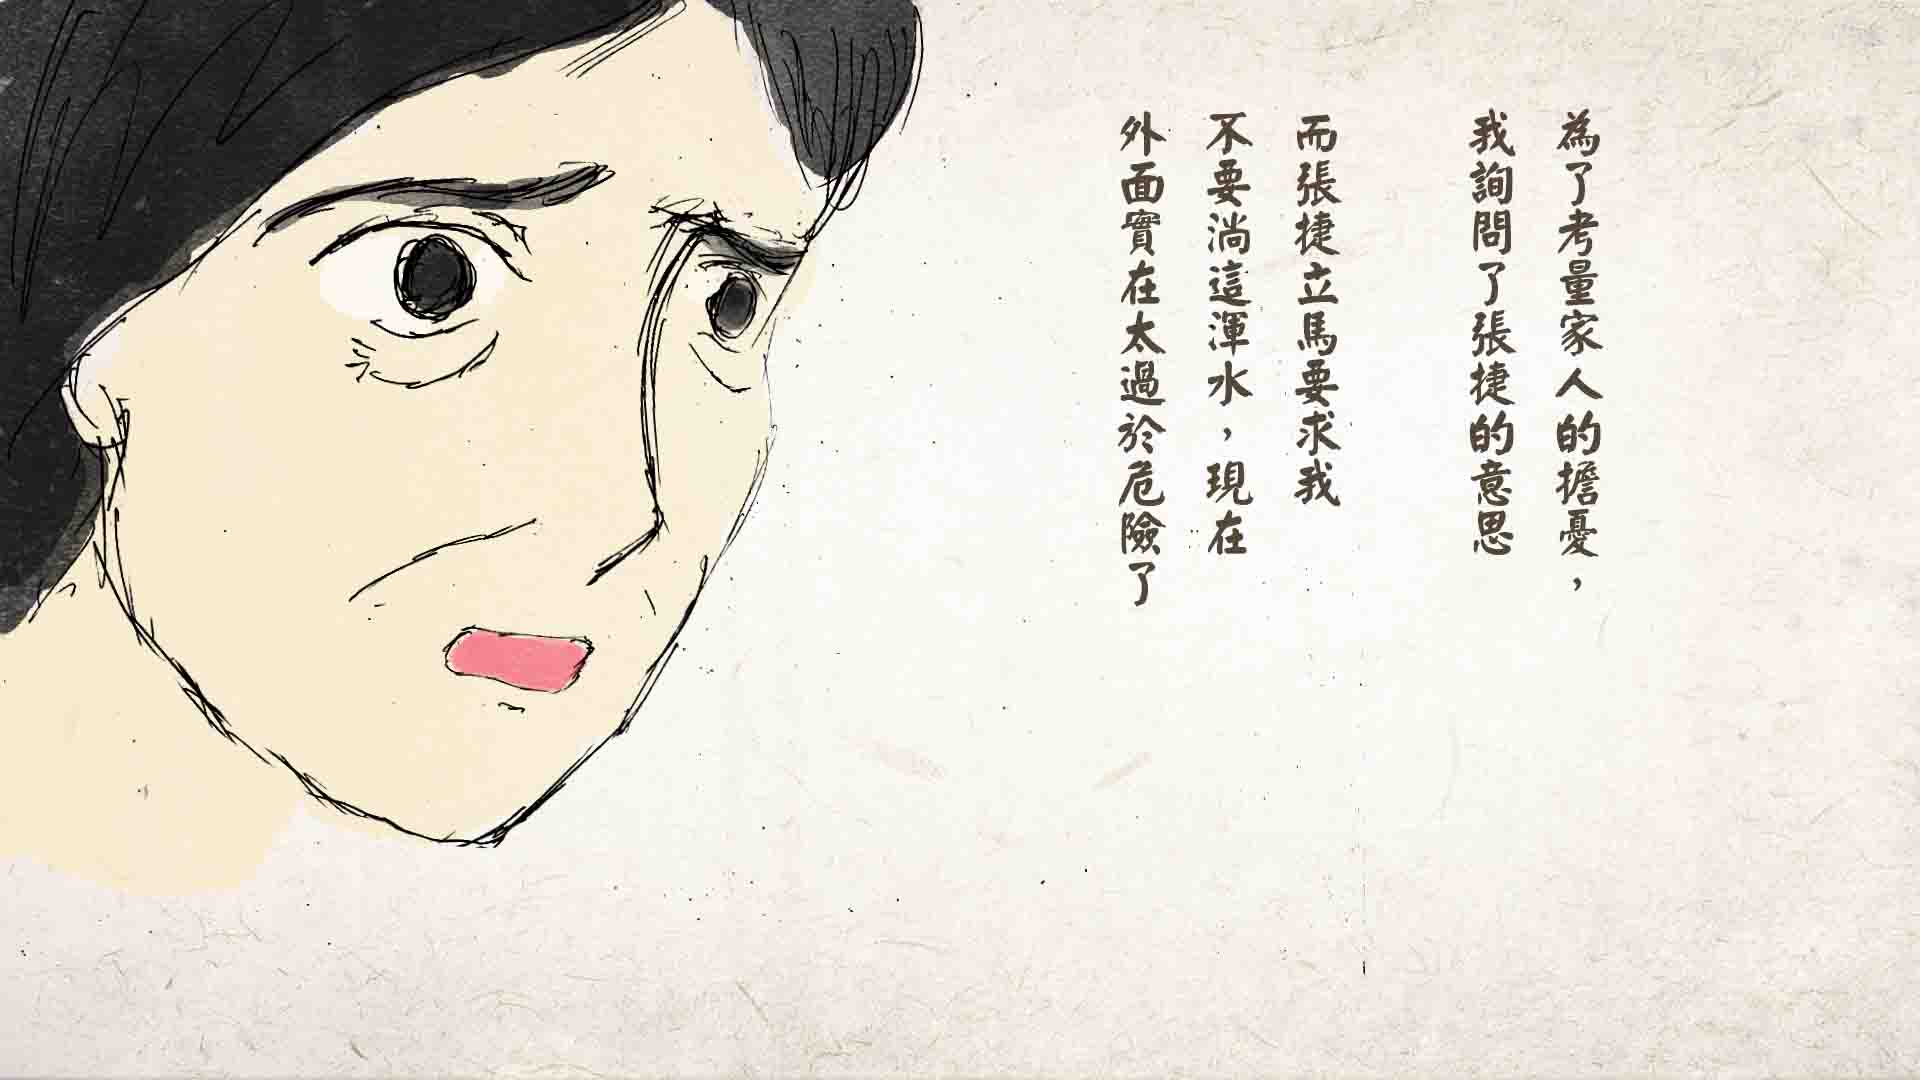 為了考量家人的擔憂，
我詢問了張捷的意思
而張捷立馬要求我
不要淌這渾水，現在
外面實在太過於危險了